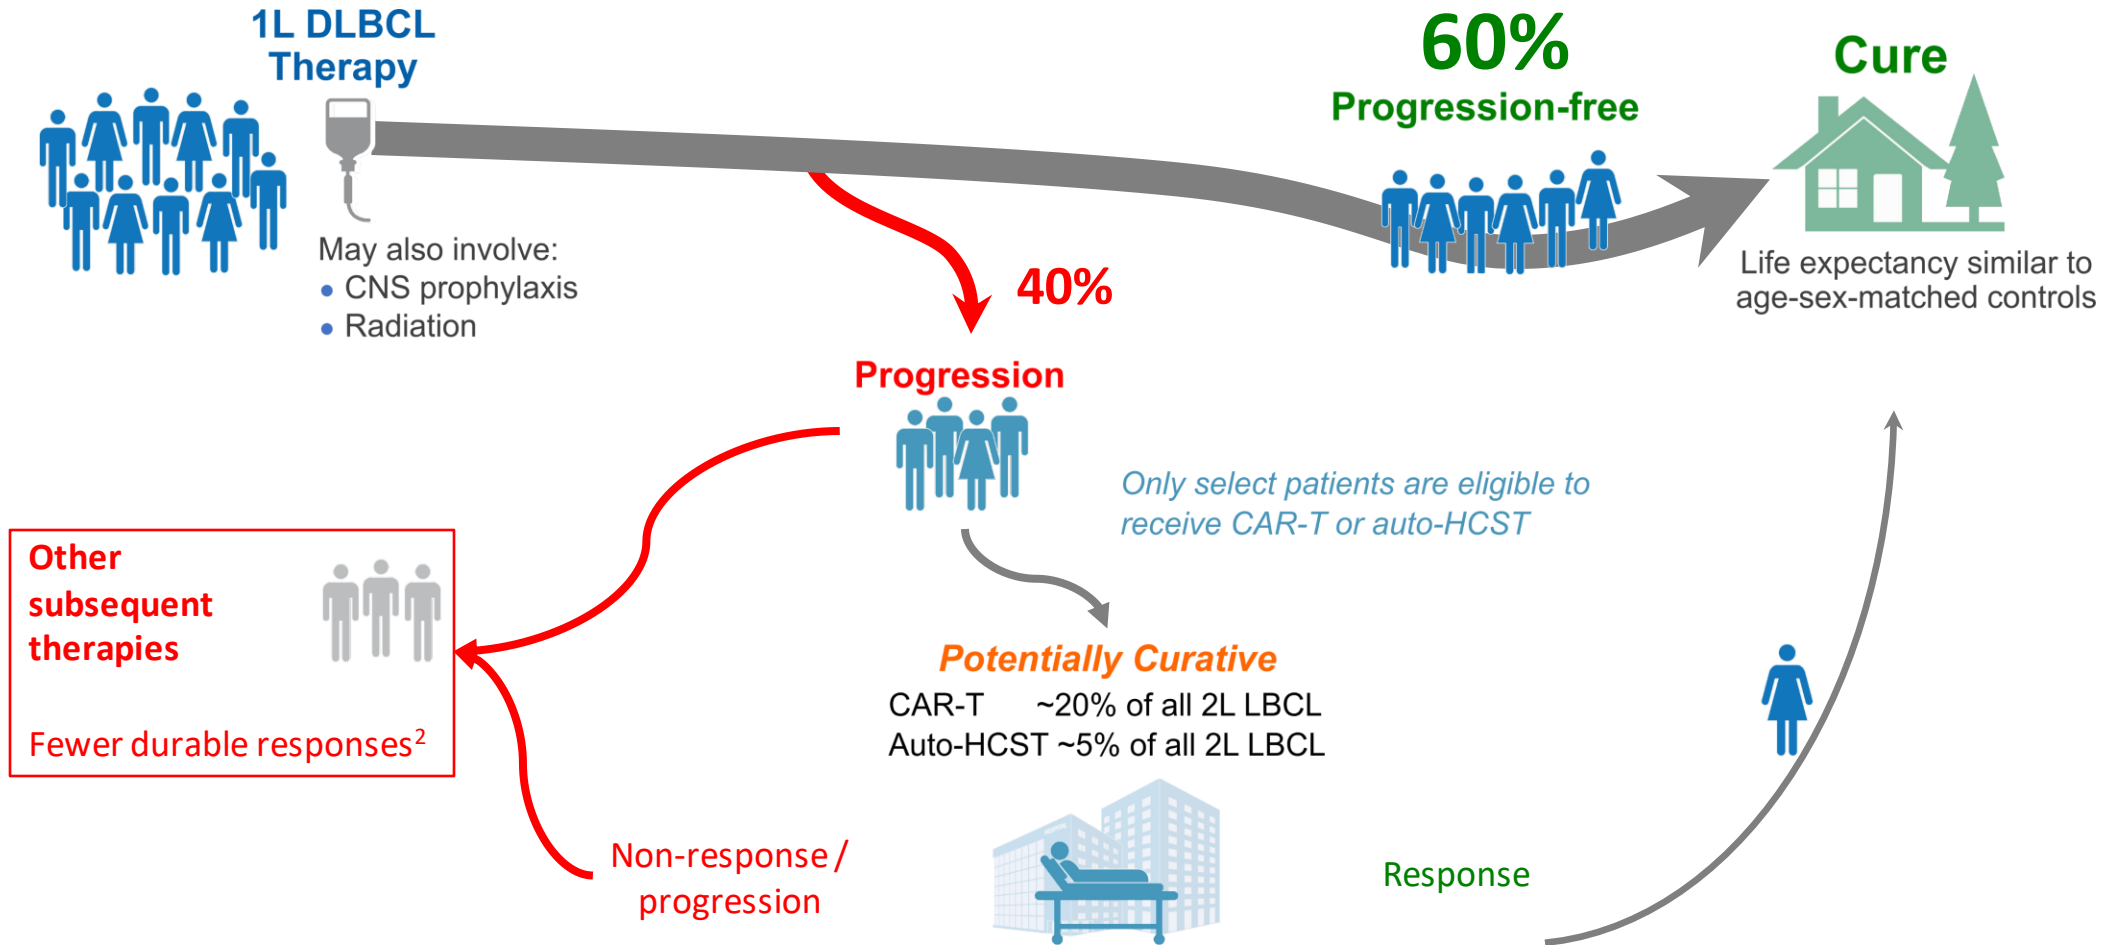 1L DLBCL
Therapy
May also involve:
• CNS prophylaxis
• Radiation
60%
Progression-free
Cure
Life expectancy similar to
age-sex-matched controls
40%
Progression
Only select patients are eligible to
receive CAR-T or auto-HCST
Other
subsequent
therapies
Fewer durable responses²
Potentially Curative
CAR-T ~20% of all 2L LBCL
Auto-HCST ~5% of all 2L LBCL
Non-response /
progression
Response